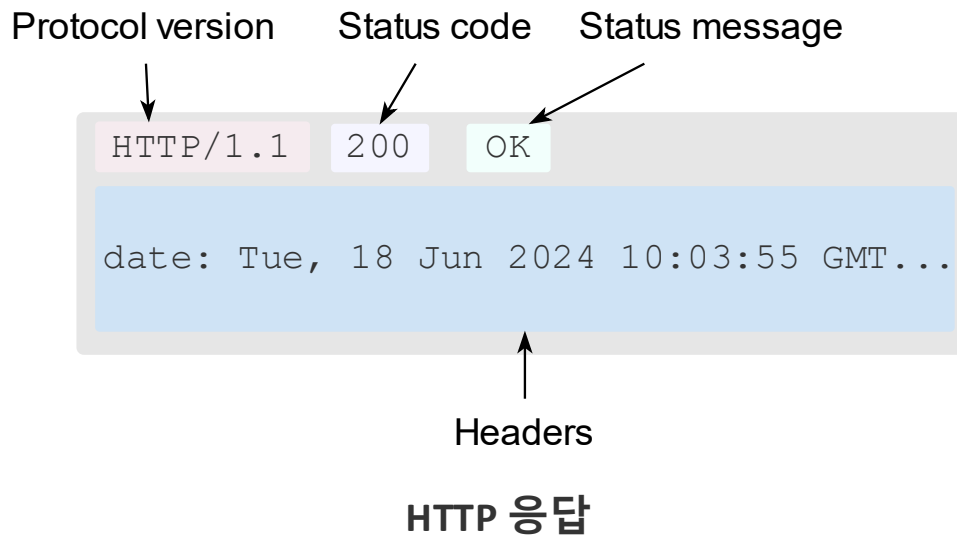 Protocol version Status code Status message
HTTP/1.1 200 OK
date: Tue, 18 Jun 2024 10:03:55 GMT...
Headers
HTTP 응답